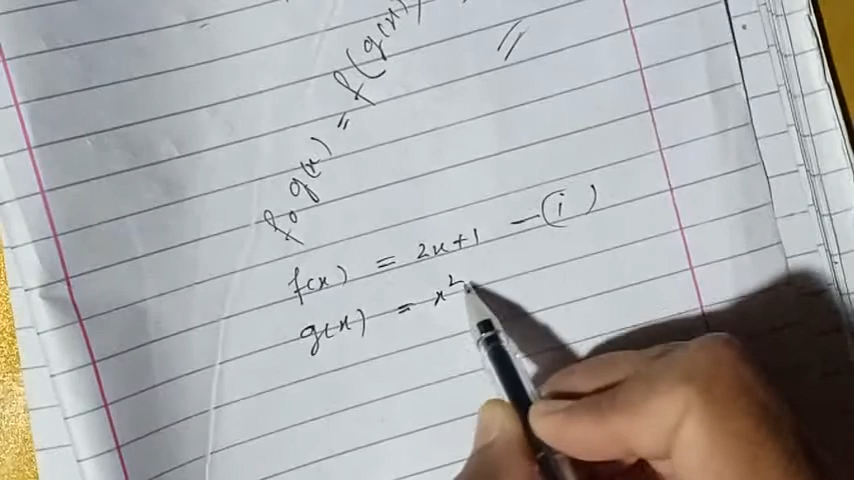 fog(x) = f(g(x))
f(x) = 2x+1 — (i)
g(x) = x²